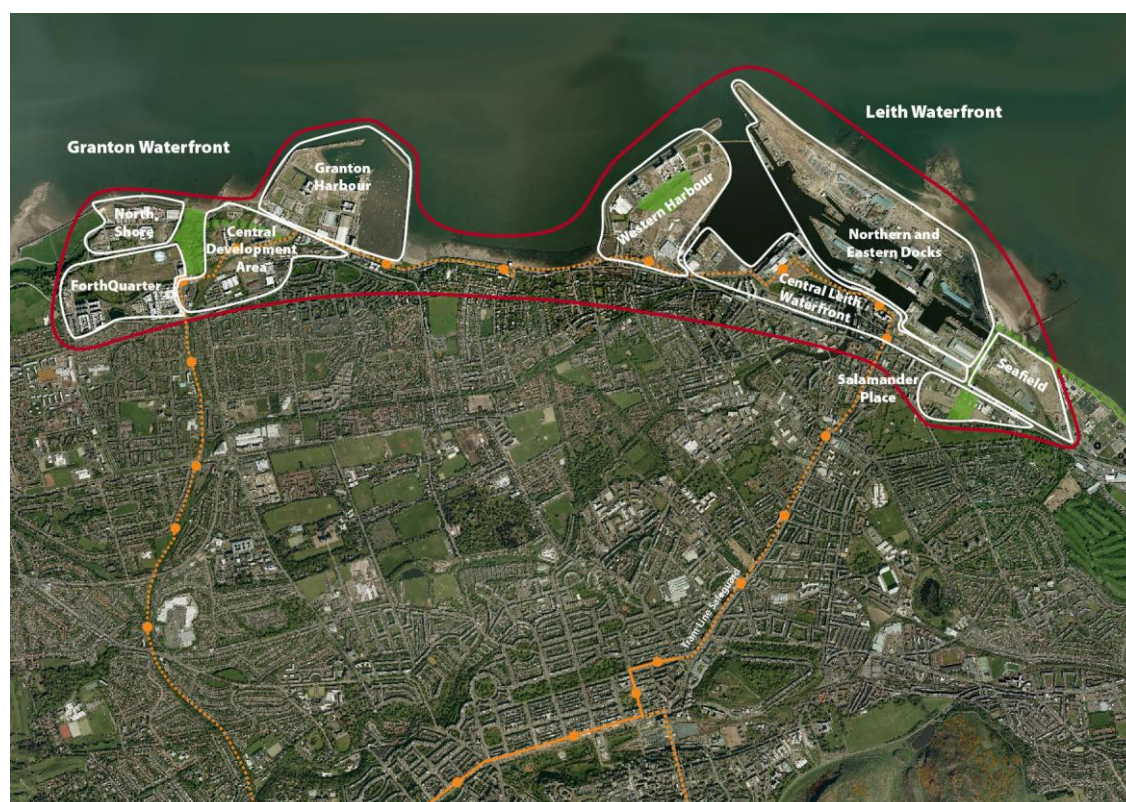 Leith Waterfront
Granton Waterfront
Granton
Harbour
North
Shore
Central
Development
Area
ForthQuarter
Western Harbour
Northern and
Eastern Docks
Central Leith
Waterfront
Seafield
Salamander
Place
Tram Line Safeguard